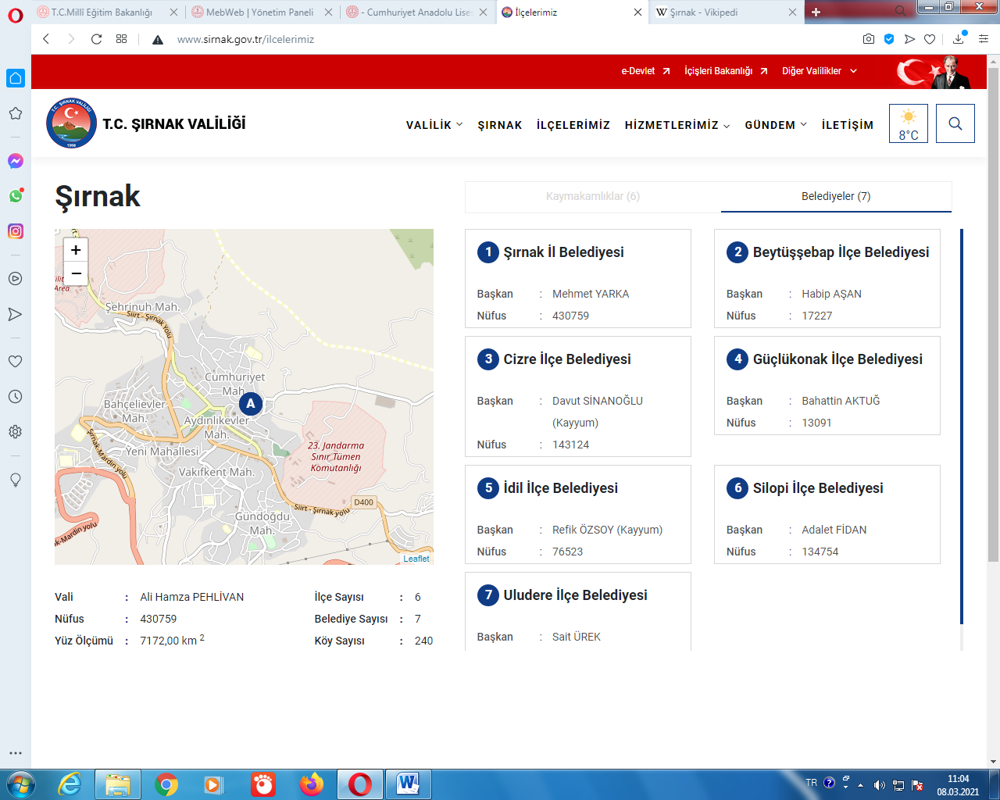 T.C.Millî Eğitim Bakanlığı
MebWeb | Yönetim Paneli
- Cumhuriyet Anadolu Lises
İlçelerimiz
Şırnak - Vikipedi
www.sirnak.gov.tr/ilcelerimiz
e-Devlet
İçişleri Bakanlığı
Diğer Valilikler
T.C. ŞIRNAK VALİLİĞİ
1990
T.C. ŞIRNAK VALİLİĞİ
VALİLİK
ŞIRNAK
İLÇELERİMİZ
HİZMETLERİMİZ
GÜNDEM
İLETİŞİM
8°C
Şırnak
Kaymakamlıklar (6)
Belediyeler (7)
+
−
Area
Şehrinuh Mah.
Siirt - Şırnak Yolu
Cumhuriyet
Mah.
A
Bahçelievler
Mah.
Aydınlıkevler
Mah.
Yeni Mahallesi
Şırnak-Mardin yolu
Vakıfkent Mah.
23. Jandarma
Sınır Tümen
Komutanlığı
D400
Siirt - Şırnak yolu
Gündoğdu
Mah.
k-Mardin yolu
Leaflet
1 Şırnak İl Belediyesi
Başkan : Mehmet YARKA
Nüfus : 430759
2 Beytüşşebap İlçe Belediyesi
Başkan : Habip AŞAN
Nüfus : 17227
3 Cizre İlçe Belediyesi
Başkan : Davut SİNANOĞLU
(Kayyum)
Nüfus : 143124
4 Güçlükonak İlçe Belediyesi
Başkan : Bahattin AKTUĞ
Nüfus : 13091
5 İdil İlçe Belediyesi
Başkan : Refik ÖZSOY (Kayyum)
Nüfus : 76523
6 Silopi İlçe Belediyesi
Başkan : Adalet FİDAN
Nüfus : 134754
7 Uludere İlçe Belediyesi
Başkan : Sait ÜREK
Vali : Ali Hamza PEHLİVAN
Nüfus : 430759
Yüz Ölçümü : 7172,00 km 2
İlçe Sayısı : 6
Belediye Sayısı : 7
Köy Sayısı : 240
TR
11:04
08.03.2021